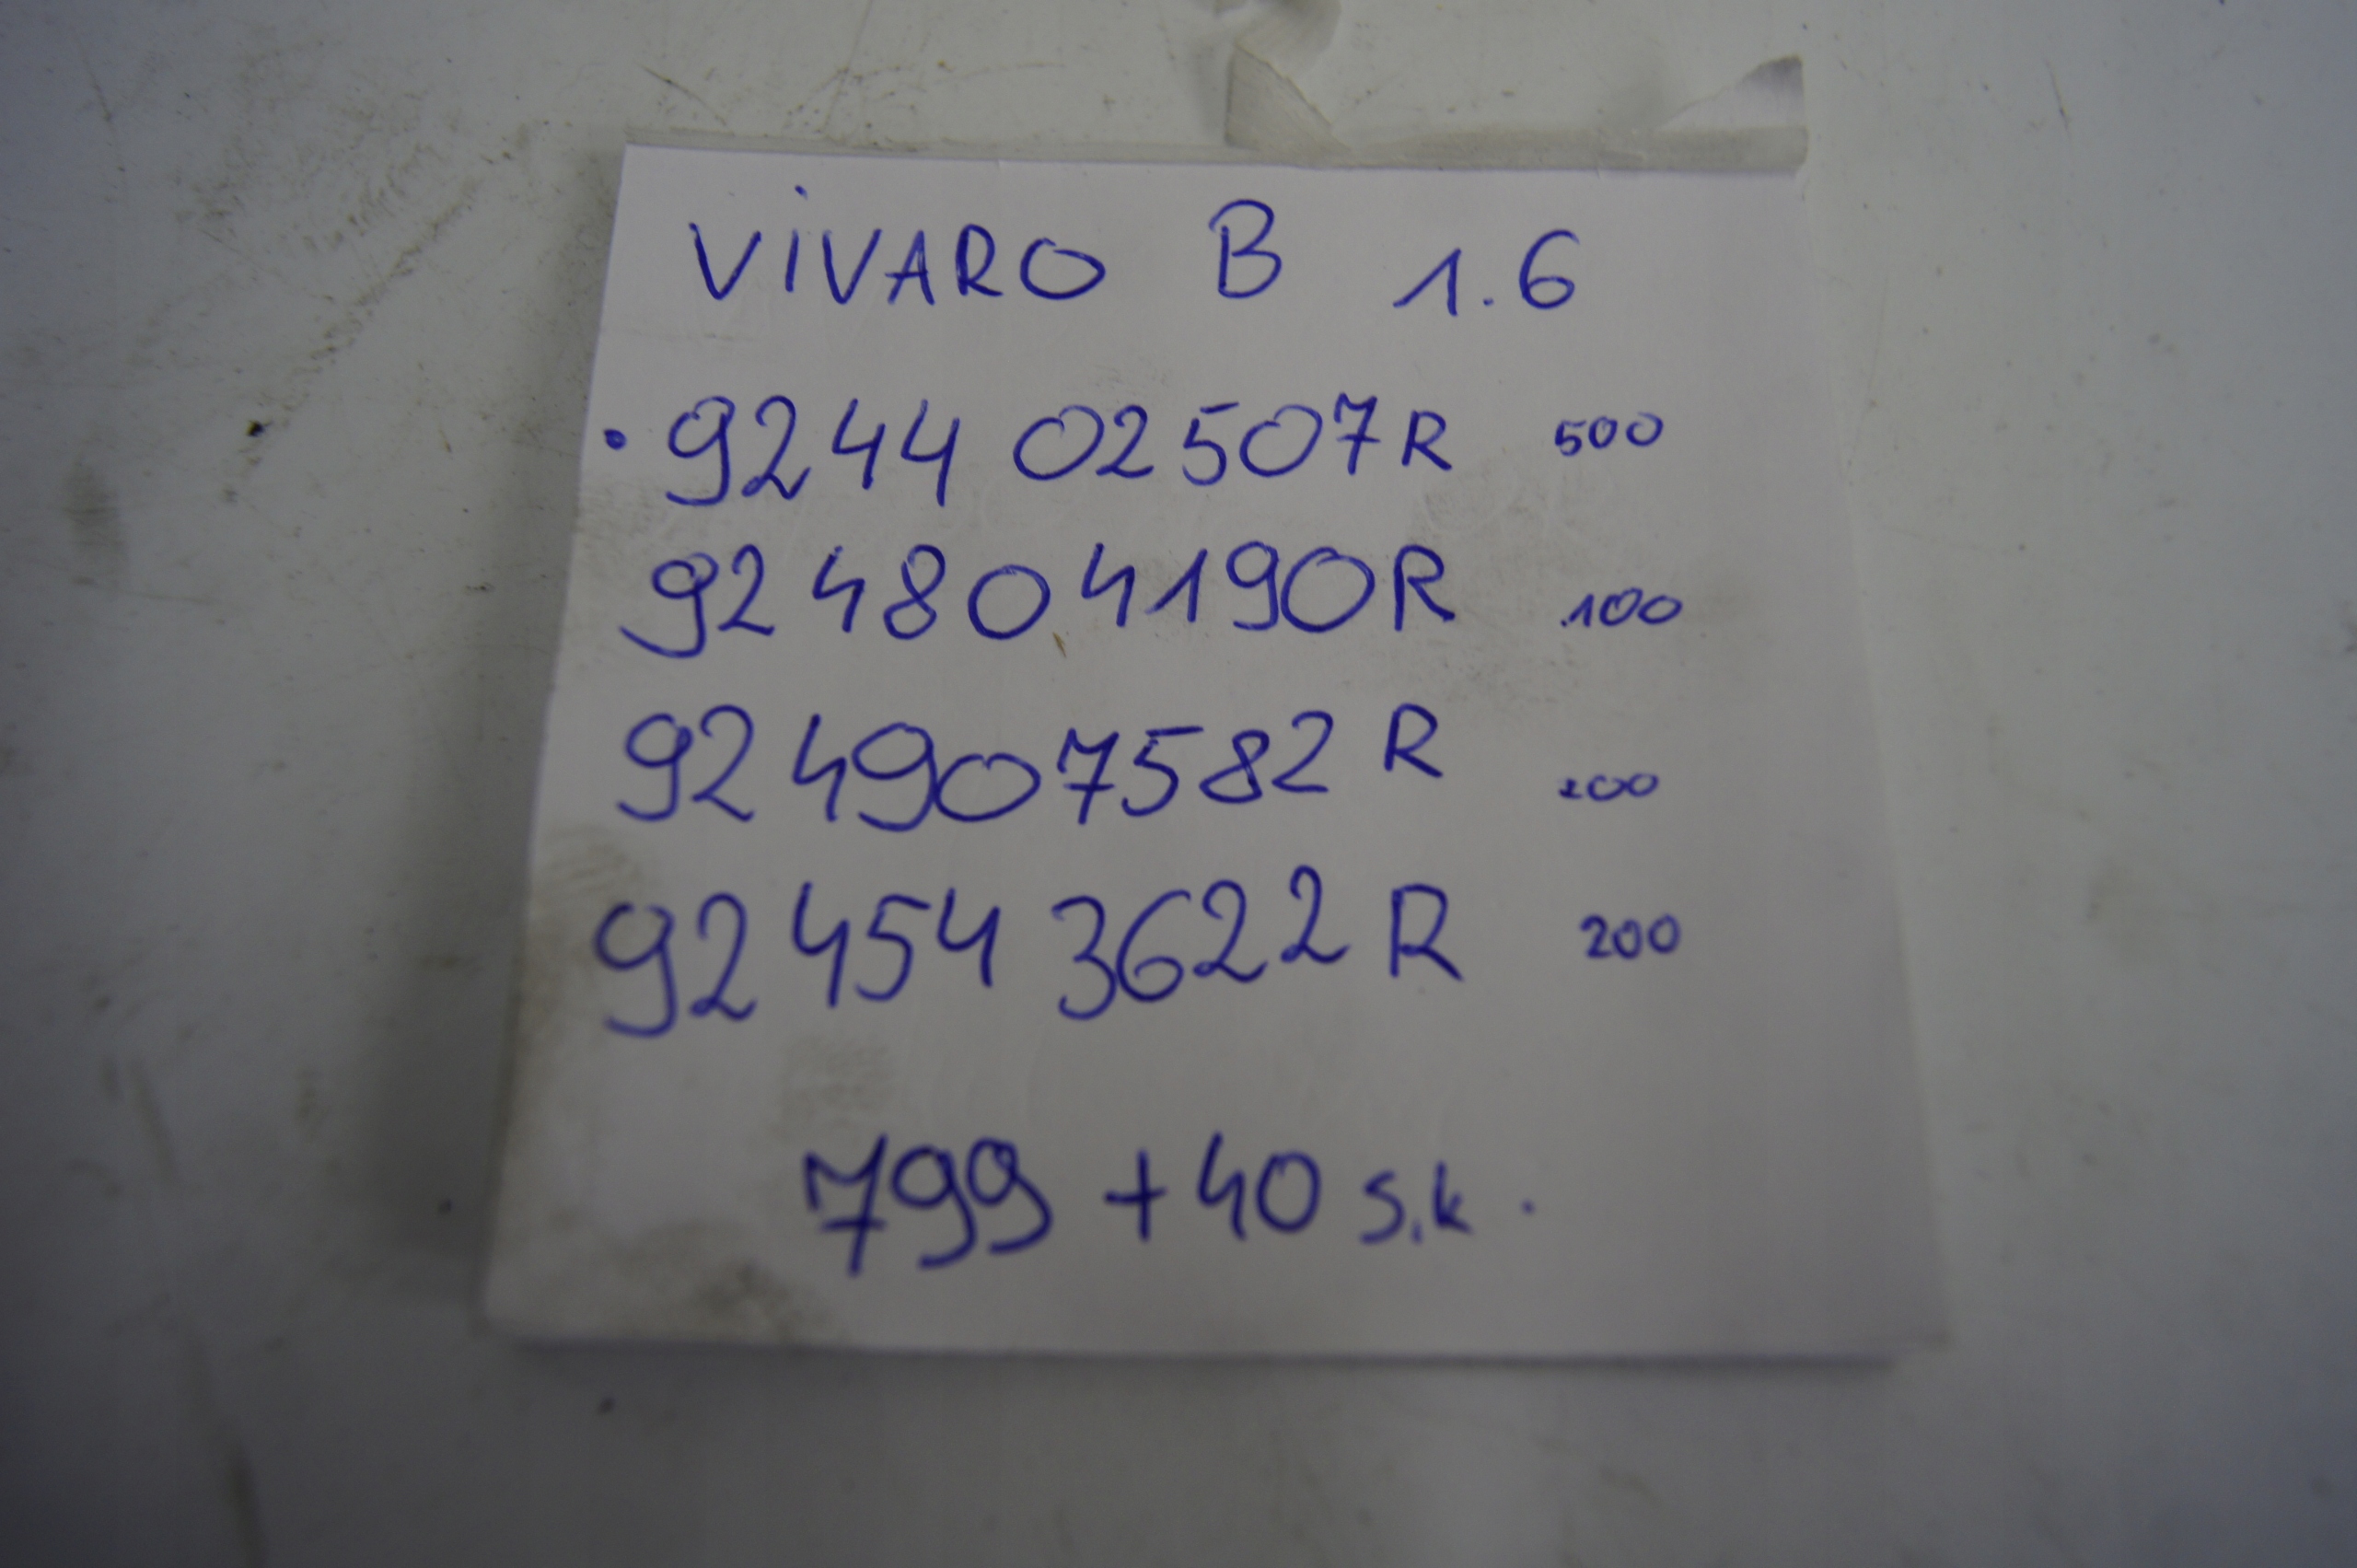 VIVARO B 1.6
• 924402507R 500
924804190R 100
924907582R 200
924543622R 200
799 + 40 s.k.